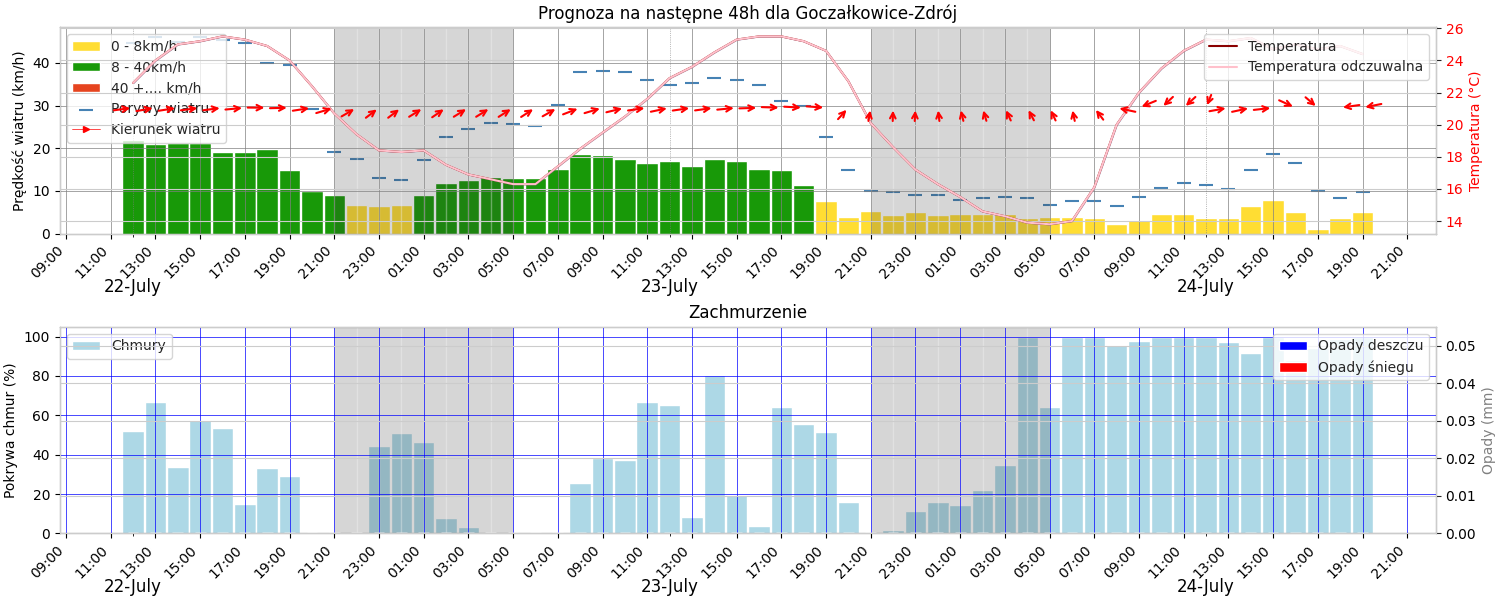 Prognoza na następne 48h dla Goczałkowice-Zdrój
0 - 8km/h
8 - 40km/h
40 +.... km/h
Porywy wiatru
Kierunek wiatru
Temperatura
Temperatura odczuwalna
Prędkość wiatru (km/h)
0
10
20
30
40
Temperatura (°C)
14
16
18
20
22
24
26
09:00 11:00 13:00 15:00 17:00 19:00 21:00 23:00 01:00 03:00 05:00 07:00 09:00 11:00 13:00 15:00 17:00 19:00 21:00 23:00 01:00 03:00 05:00 07:00 09:00 11:00 13:00 15:00 17:00 19:00 21:00
22-July 23-July 24-July
Zachmurzenie
Chmury
Opady deszczu
Opady śniegu
Pokrywa chmur (%)
0
20
40
60
80
100
Opady (mm)
0.00
0.01
0.02
0.03
0.04
0.05
09:00 11:00 13:00 15:00 17:00 19:00 21:00 23:00 01:00 03:00 05:00 07:00 09:00 11:00 13:00 15:00 17:00 19:00 21:00 23:00 01:00 03:00 05:00 07:00 09:00 11:00 13:00 15:00 17:00 19:00 21:00
22-July 23-July 24-July